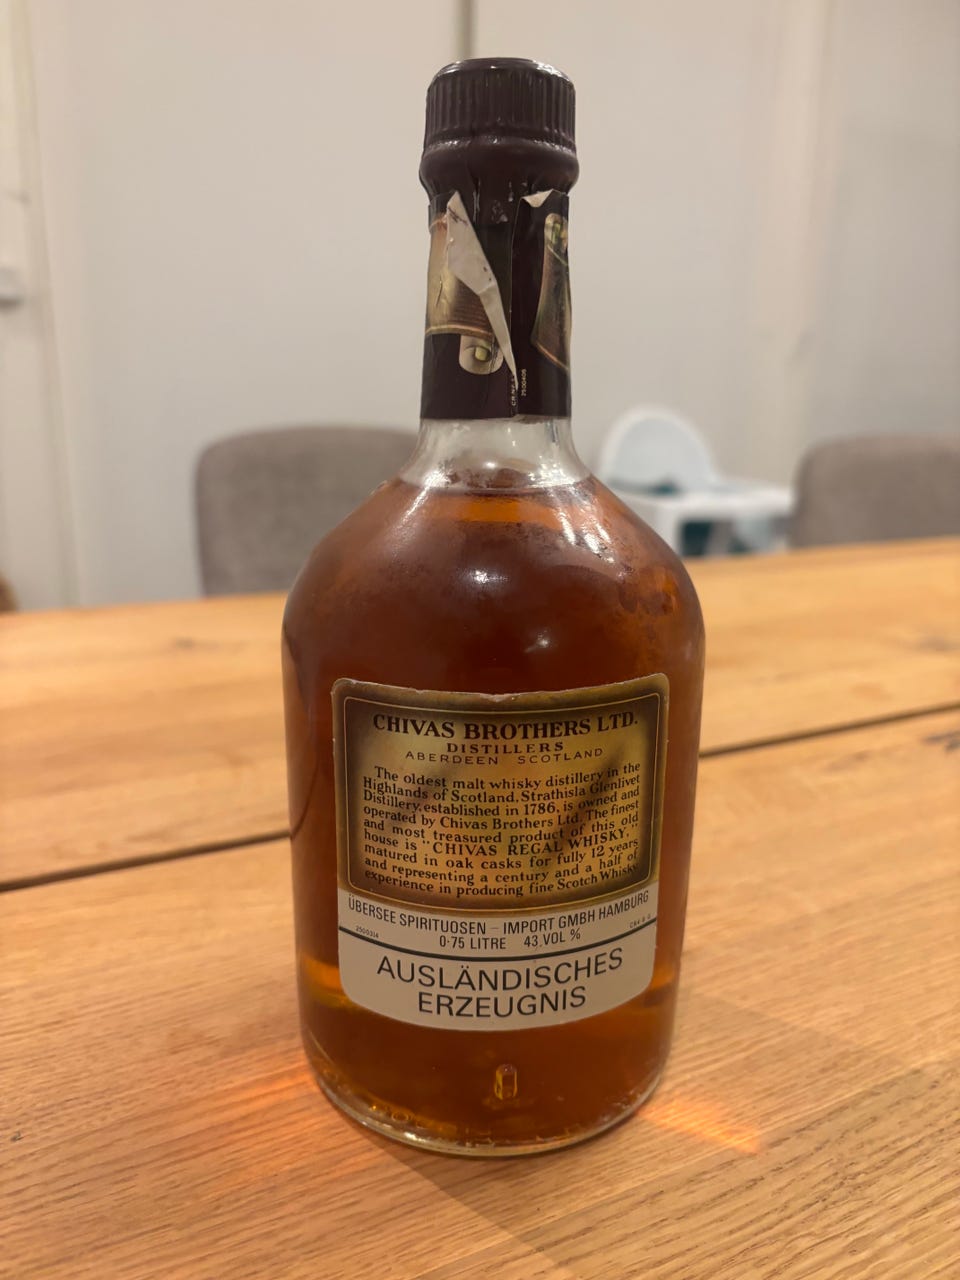 7500406
CHIVAS BROTHERS LTD.
DISTILLERS
ABERDEEN SCOTLAND
The oldest malt whisky distillery in the
Highlands of Scotland, Strathisla Glenlivet
Distillery, established in 1786, is owned and
operated by Chivas Brothers Ltd. The finest
and most treasured product of this old
house is "CHIVAS REGAL WHISKY,"
matured in oak casks for fully 12 years
and representing a century and a half of
experience in producing fine Scotch Whisky.
ÜBERSEE SPIRITUOSEN – IMPORT GMBH HAMBURG
2500314
0·75 LITRE 43 VOL %
AUSLÄNDISCHES
ERZEUGNIS